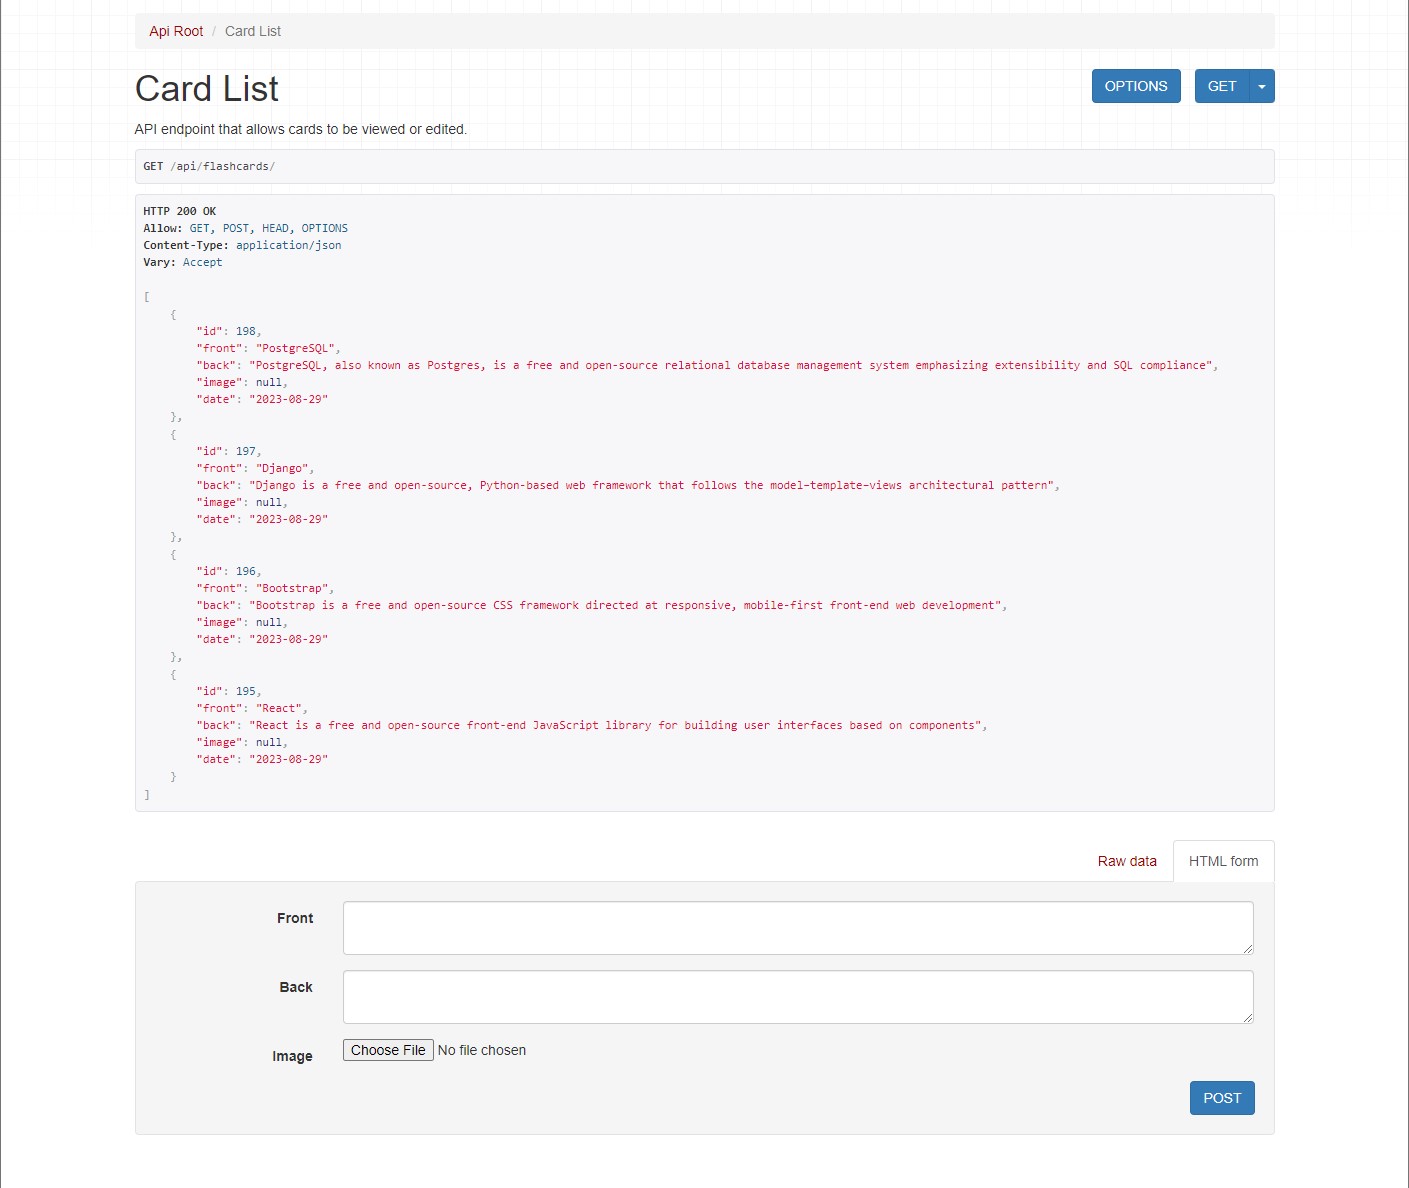 Api Root / Card List
Card List
OPTIONS GET
API endpoint that allows cards to be viewed or edited.
GET /api/flashcards/
HTTP 200 OK
Allow: GET, POST, HEAD, OPTIONS
Content-Type: application/json
Vary: Accept
[
    {
        "id": 198,
        "front": "PostgreSQL",
        "back": "PostgreSQL, also known as Postgres, is a free and open-source relational database management system emphasizing extensibility and SQL compliance",
        "image": null,
        "date": "2023-08-29"
    },
    {
        "id": 197,
        "front": "Django",
        "back": "Django is a free and open-source, Python-based web framework that follows the model–template–views architectural pattern",
        "image": null,
        "date": "2023-08-29"
    },
    {
        "id": 196,
        "front": "Bootstrap",
        "back": "Bootstrap is a free and open-source CSS framework directed at responsive, mobile-first front-end web development",
        "image": null,
        "date": "2023-08-29"
    },
    {
        "id": 195,
        "front": "React",
        "back": "React is a free and open-source front-end JavaScript library for building user interfaces based on components",
        "image": null,
        "date": "2023-08-29"
    }
]
Raw data HTML form
Front
Back
Image Choose File No file chosen
POST